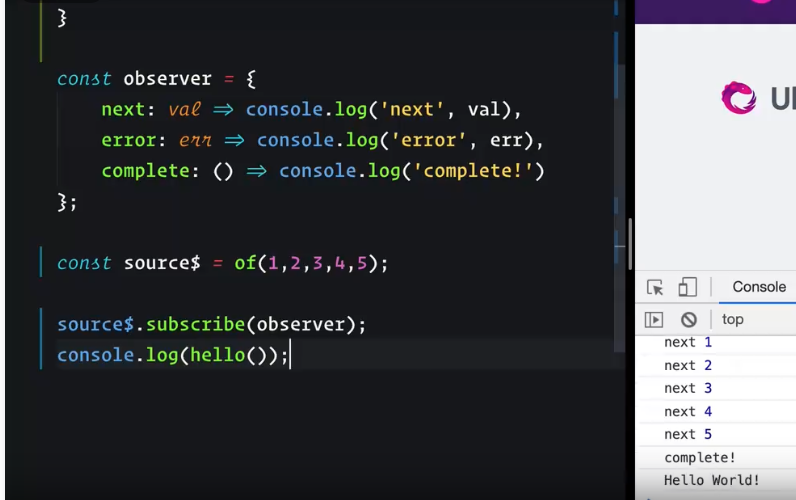 }
const observer = {
next: val => console.log('next', val),
error: err => console.log('error', err),
complete: () => console.log('complete!')
};
const source$ = of(1,2,3,4,5);
source$.subscribe(observer);
console.log(hello());
Console
top
next 1
next 2
next 3
next 4
next 5
complete!
Hello World!